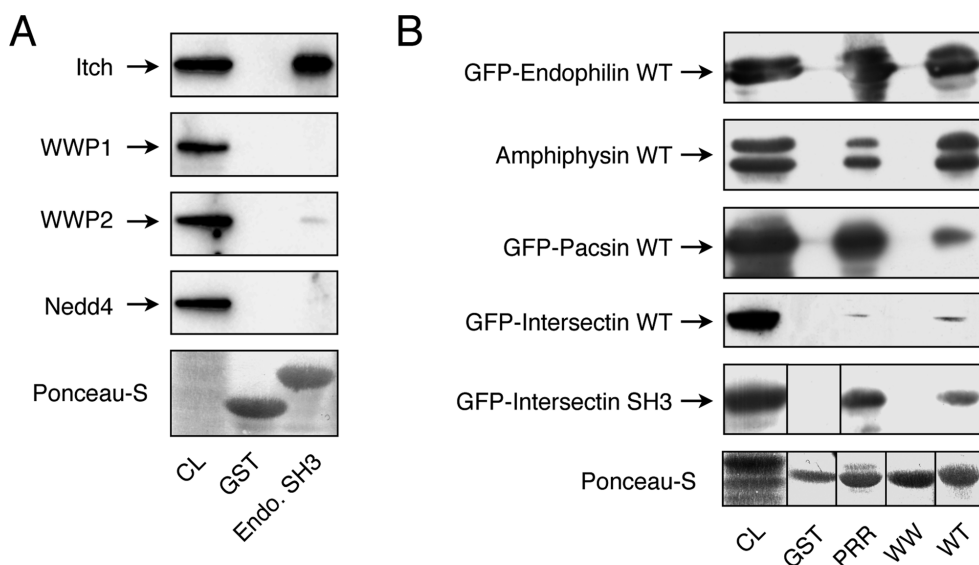 A
Itch
WWP1
WWP2
Nedd4
Ponceau-S
CL
GST
Endo. SH3
B
GFP-Endophilin WT
Amphiphysin WT
GFP-Pacsin WT
GFP-Intersectin WT
GFP-Intersectin SH3
Ponceau-S
CL
GST
PRR
WW
WT